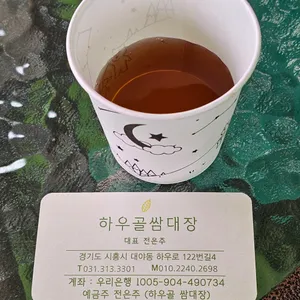 하우골쌈대장
대표 전은주
경기도 시흥시 대야동 하우로 122번길4
T031.313.3301 M010.2240.2698
계좌 : 우리은행 1005-904-490734
예금주 전은주 (하우골 쌈대장)